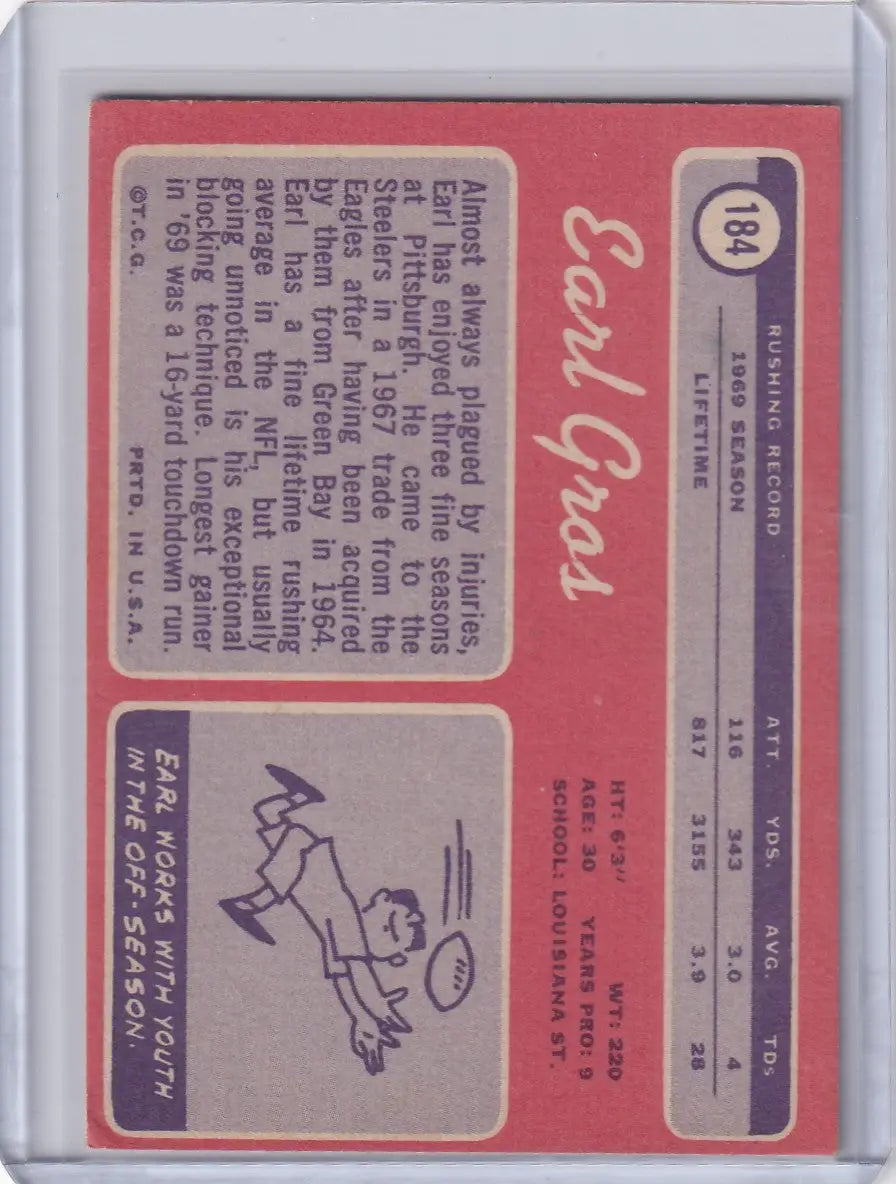 184
RUSHING RECORD ATT. YDS. AVG. TDs
1969 SEASON 116 343 3.0 4
LIFETIME 817 3155 3.9 28
Earl Gros
HT: 6'3" WT: 220
AGE: 30 YEARS PRO: 9
SCHOOL: LOUISIANA ST.
Almost always plagued by injuries,
Earl has enjoyed three fine seasons
at Pittsburgh. He came to the
Steelers in a 1967 trade from the
Eagles after having been acquired
by them from Green Bay in 1964.
Earl has a fine lifetime rushing
average in the NFL, but usually
going unnoticed is his exceptional
blocking technique. Longest gainer
in '69 was a 16-yard touchdown run.
©T.C.G. PRTD. IN U.S.A.
EARL WORKS WITH YOUTH
IN THE OFF-SEASON.